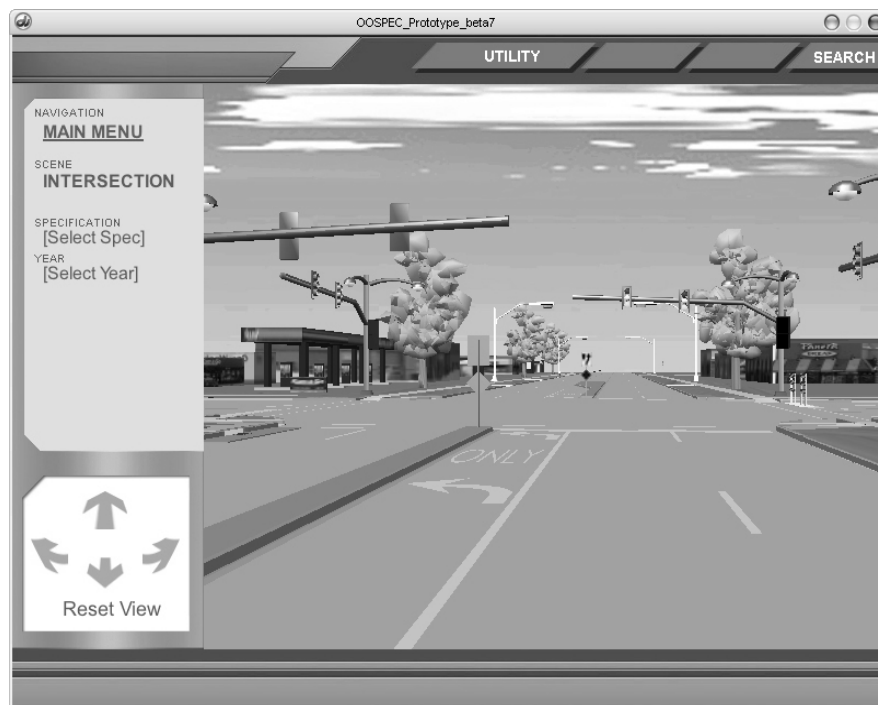 OOSPEC_Prototype_beta7
UTILITY
SEARCH
NAVIGATION
MAIN MENU
SCENE
INTERSECTION
SPECIFICATION
[Select Spec]
YEAR
[Select Year]
ONLY
Reset View